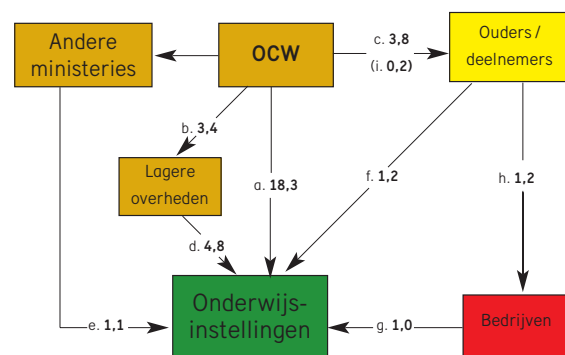 Andere
ministeries
OCW
c. 3,8
(i. 0,2)
Ouders /
deelnemers
b. 3,4
Lagere
overheden
a. 18,3
f. 1,2
h. 1,2
d. 4,8
Onderwijs-
instellingen
e. 1,1
g. 1,0
Bedrijven